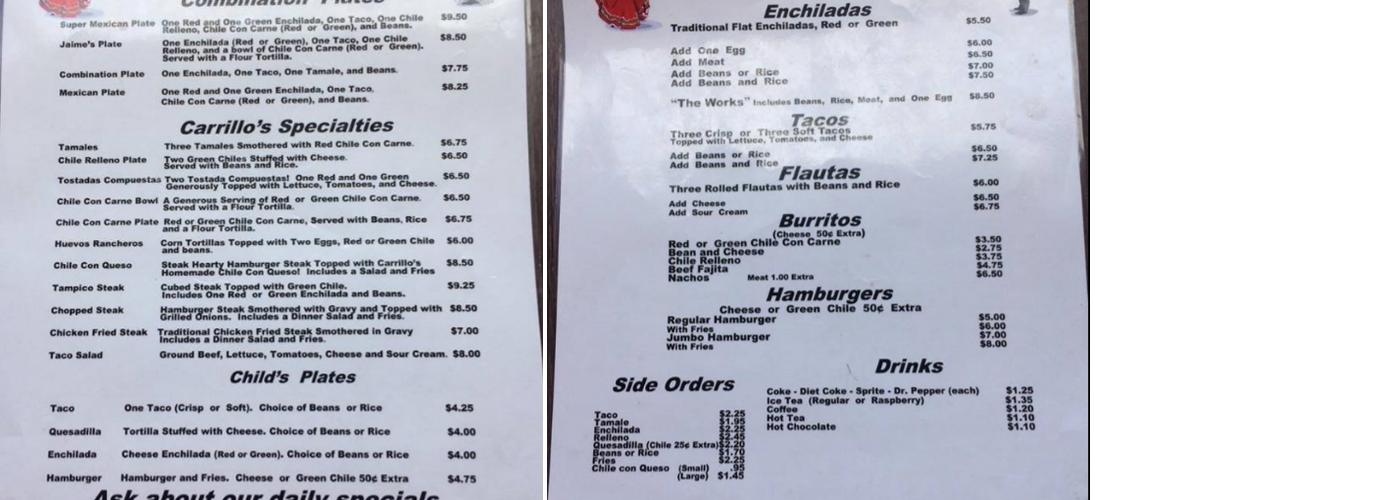 Combination Plates
Super Mexican Plate One Red and One Green Enchilada, One Taco, One Chile $9.50
Relleno, Chile Con Carne (Red or Green), and Beans.
Jaime's Plate One Enchilada (Red or Green), One Taco, One Chile $8.50
Relleno, and a bowl of Chile Con Carne (Red or Green).
Served with a Flour Tortilla.
Combination Plate One Enchilada, One Taco, One Tamale, and Beans. $7.75
Mexican Plate One Red and One Green Enchilada, One Taco, $8.25
Chile Con Carne (Red or Green), and Beans.
Carrillo's Specialties
Tamales Three Tamales Smothered with Red Chile Con Carne. $6.75
Chile Relleno Plate Two Green Chiles Stuffed with Cheese. $6.50
Served with Beans and Rice.
Tostadas Compuestas Two Tostada Compuestas! One Red and One Green $6.50
Generously Topped with Lettuce, Tomatoes, and Cheese.
Chile Con Carne Bowl A Generous Serving of Red or Green Chile Con Carne. $6.50
Served with a Flour Tortilla.
Chile Con Carne Plate Red or Green Chile Con Carne, Served with Beans, Rice $6.75
and a Flour Tortilla.
Huevos Rancheros Corn Tortillas Topped with Two Eggs, Red or Green Chile $6.00
and beans.
Chile Con Queso Steak Hearty Hamburger Steak Topped with Carrillo's $8.50
Homemade Chile Con Queso! Includes a Salad and Fries
Tampico Steak Cubed Steak Topped with Green Chile. $9.25
Includes One Red or Green Enchilada and Beans.
Chopped Steak Hamburger Steak Smothered with Gravy and Topped with $8.50
Grilled Onions. Includes a Dinner Salad and Fries.
Chicken Fried Steak Traditional Chicken Fried Steak Smothered in Gravy $7.00
Includes a Dinner Salad and Fries.
Taco Salad Ground Beef, Lettuce, Tomatoes, Cheese and Sour Cream. $8.00
Child's Plates
Taco One Taco (Crisp or Soft). Choice of Beans or Rice $4.25
Quesadilla Tortilla Stuffed with Cheese. Choice of Beans or Rice $4.00
Enchilada Cheese Enchilada (Red or Green). Choice of Beans or Rice $4.00
Hamburger Hamburger and Fries. Cheese or Green Chile 50¢ Extra $4.75
Ask about our daily specials
Enchiladas
Traditional Flat Enchiladas, Red or Green $5.50
Add One Egg $6.00
Add Meat $6.50
Add Beans or Rice $7.00
Add Beans and Rice $7.50
"The Works" Includes Beans, Rice, Meat, and One Egg $8.50
Tacos
Three Crisp or Three Soft Tacos $5.75
Topped with Lettuce, Tomatoes, and Cheese
Add Beans or Rice $6.50
Add Beans and Rice $7.25
Flautas
Three Rolled Flautas with Beans and Rice $6.00
Add Cheese $6.50
Add Sour Cream $6.75
Burritos
(Cheese 50¢ Extra)
Red or Green Chile Con Carne $3.50
Bean and Cheese $2.75
Chile Relleno $3.75
Beef Fajita $4.75
Nachos Meat 1.00 Extra $6.50
Hamburgers
Cheese or Green Chile 50¢ Extra
Regular Hamburger $5.00
With Fries $6.00
Jumbo Hamburger $7.00
With Fries $8.00
Side Orders
Taco $2.25
Tamale $1.95
Enchilada $2.25
Relleno $2.45
Quesadilla (Chile 25¢ Extra) $2.20
Beans or Rice $1.70
Fries $2.25
Chile con Queso (Small) .95
(Large) $1.45
Drinks
Coke - Diet Coke - Sprite - Dr. Pepper (each) $1.25
Ice Tea (Regular or Raspberry) $1.35
Coffee $1.20
Hot Tea $1.10
Hot Chocolate $1.10